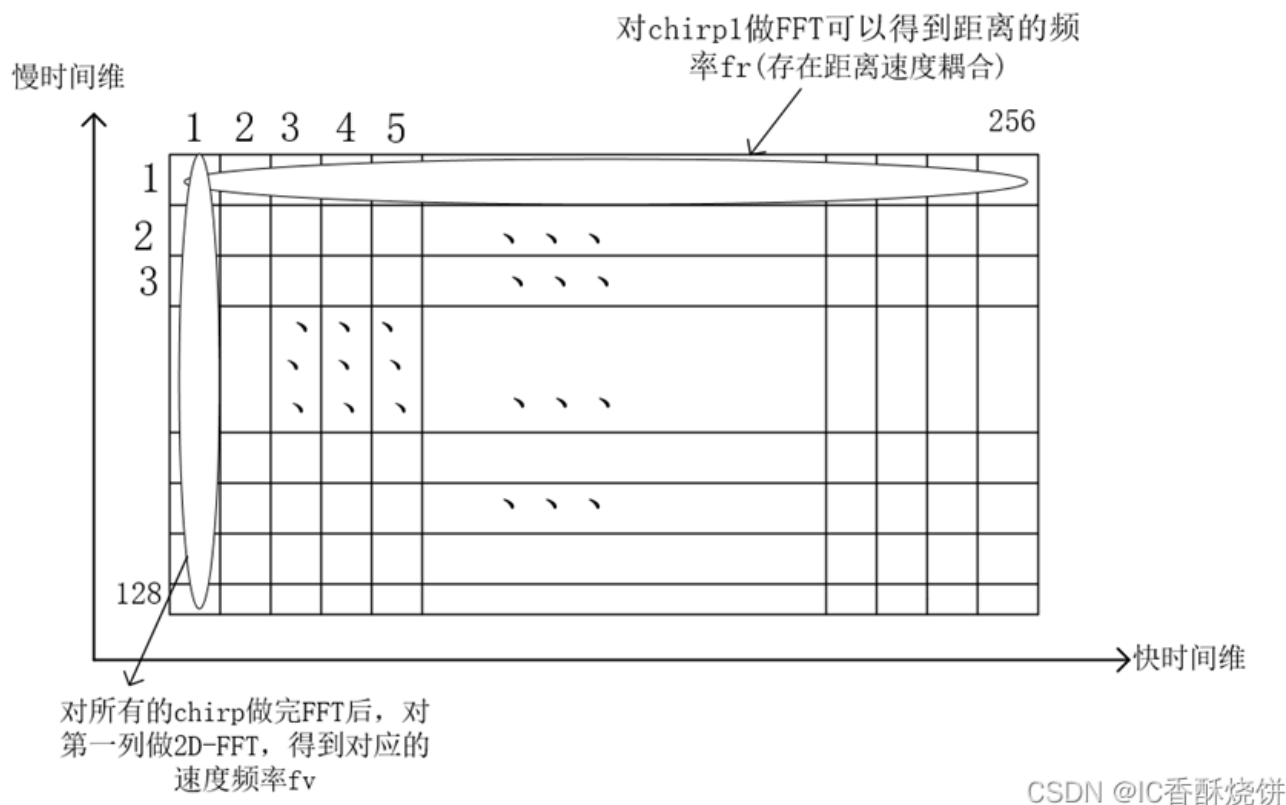 对chirp1做FFT可以得到距离的频
率fr(存在距离速度耦合)
慢时间维
1 2 3 4 5 256
1
2
3
128
快时间维
对所有的chirp做完FFT后，对
第一列做2D-FFT，得到对应的
速度频率fv
CSDN @IC香酥烧饼